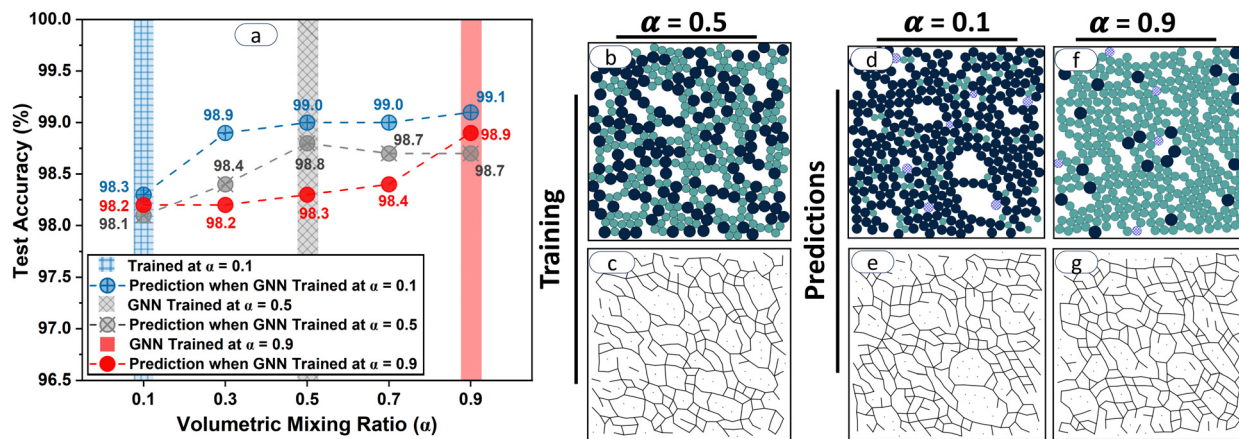 a
Test Accuracy (%)
100.0
99.5
99.0
98.5
98.0
97.5
97.0
96.5
98.3
98.9
99.0
99.0
99.1
98.1
98.4
98.8
98.7
98.7
98.2
98.2
98.3
98.4
98.9
Trained at α = 0.1
Prediction when GNN Trained at α = 0.1
GNN Trained at α = 0.5
Prediction when GNN Trained at α = 0.5
GNN Trained at α = 0.9
Prediction when GNN Trained at α = 0.9
0.1 0.3 0.5 0.7 0.9
Volumetric Mixing Ratio (α)
α = 0.5
Training
b
c
α = 0.1
α = 0.9
Predictions
d
f
e
g